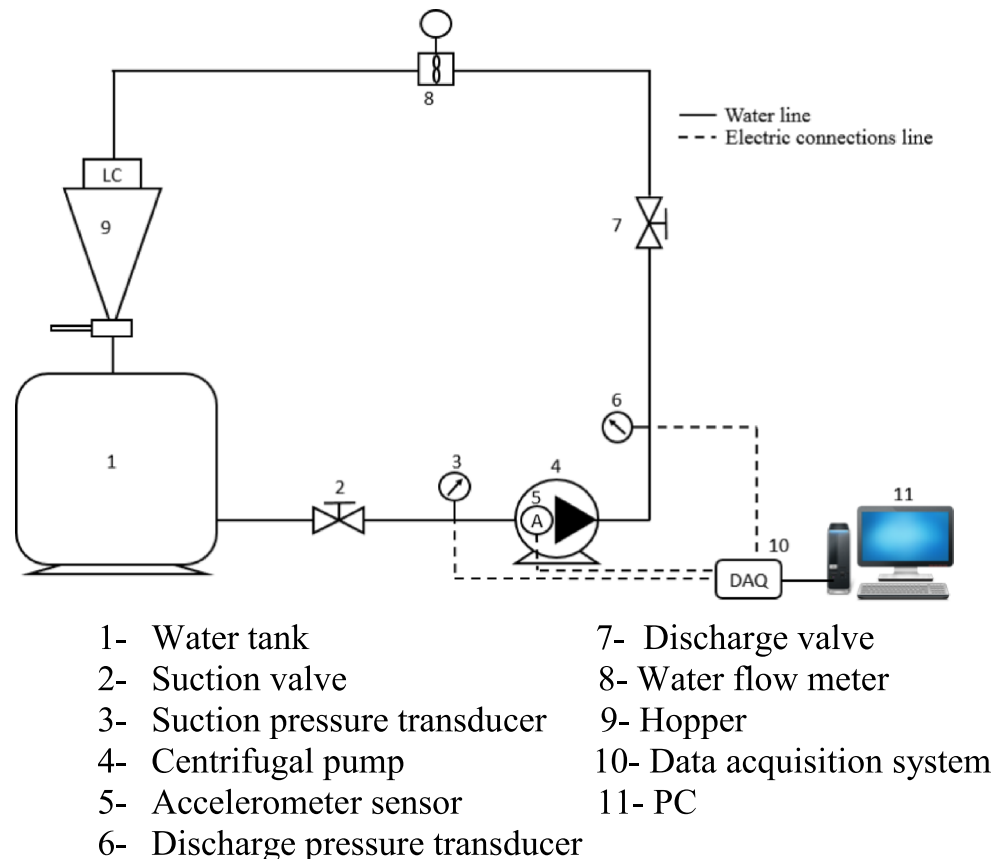 8
Water line
Electric connections line
LC
9
7
6
1
2
3
4
5
A
10
11
DAQ
1- Water tank
2- Suction valve
3- Suction pressure transducer
4- Centrifugal pump
5- Accelerometer sensor
6- Discharge pressure transducer
7- Discharge valve
8- Water flow meter
9- Hopper
10- Data acquisition system
11- PC